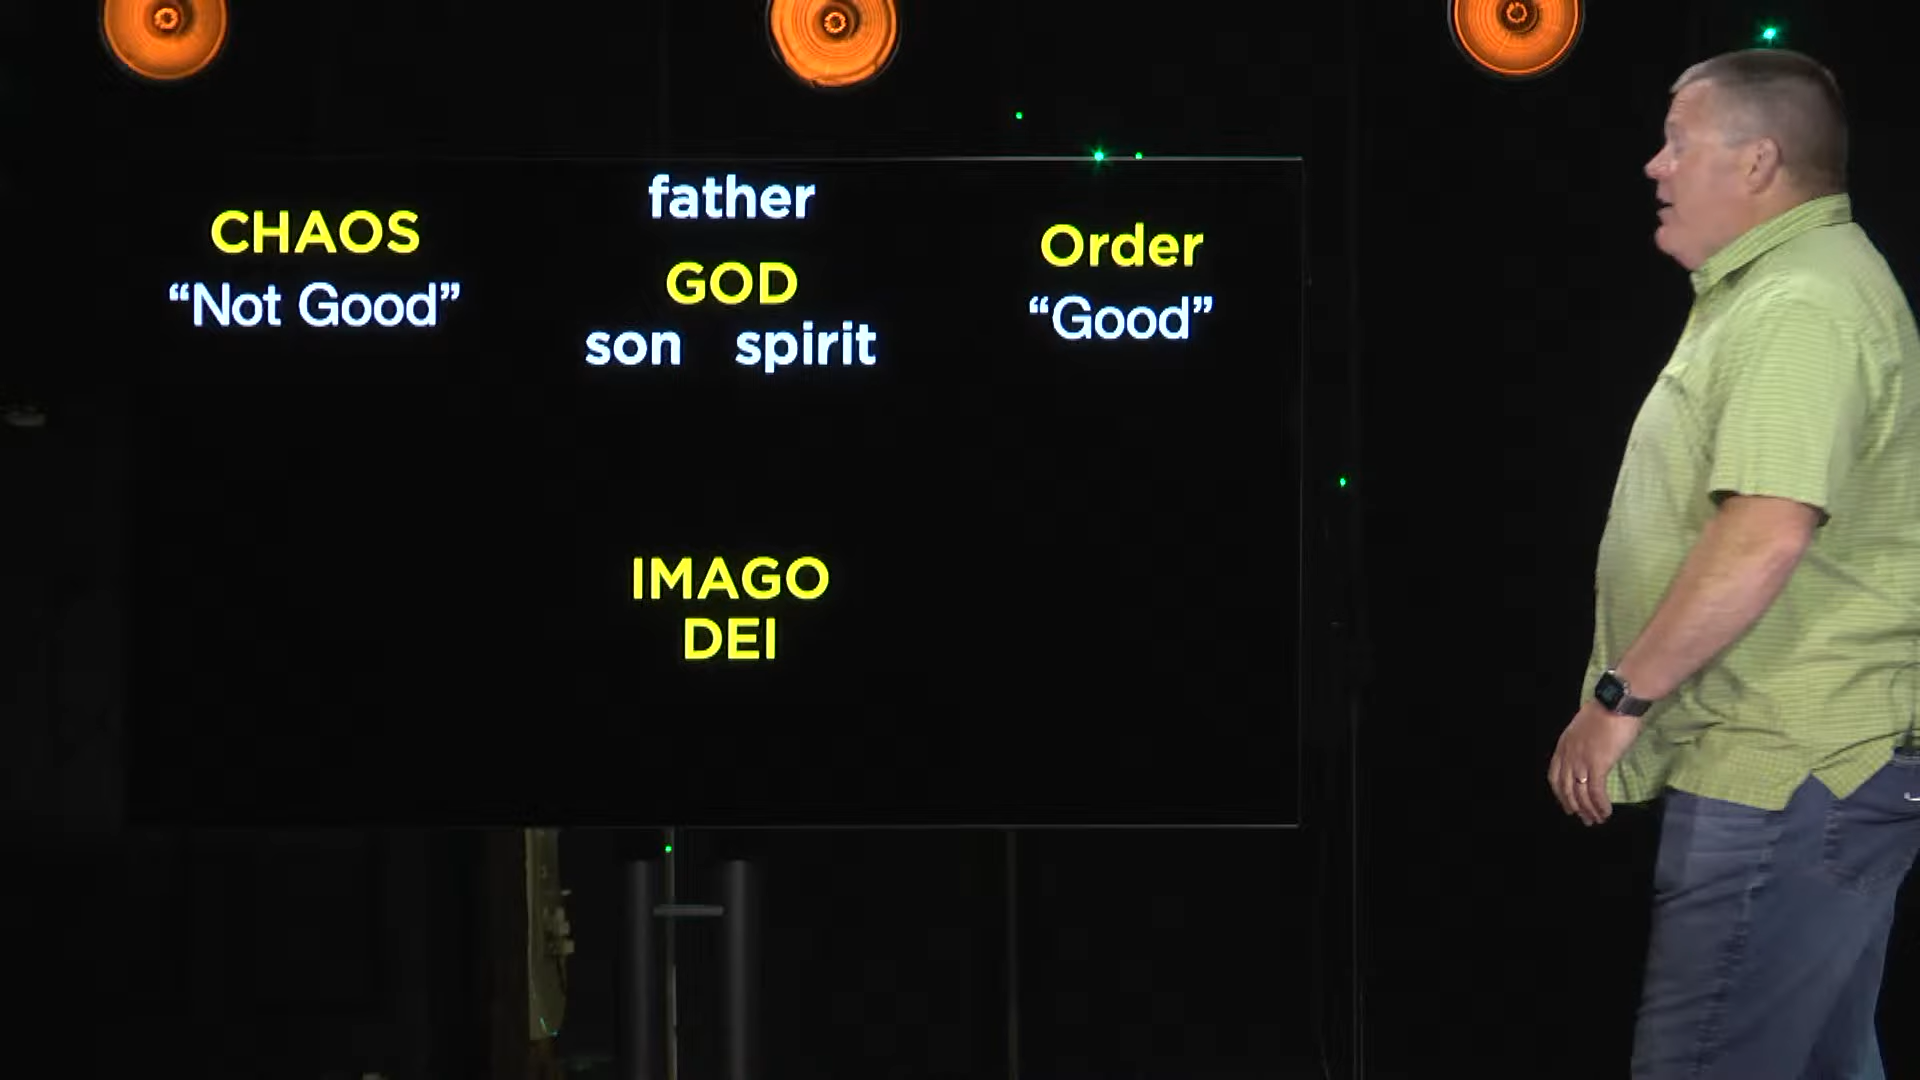 CHAOS
“Not Good”
father
GOD
son spirit
Order
“Good”
IMAGO
DEI